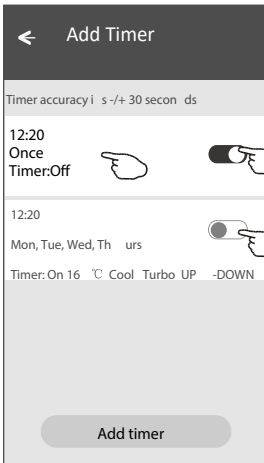 Add Timer
Timer accuracy i s -/+ 30 secon ds
12:20
Once
Timer:Off
12:20
Mon, Tue, Wed, Th urs
Timer: On 16 ℃ Cool Turbo UP -DOWN
Add timer